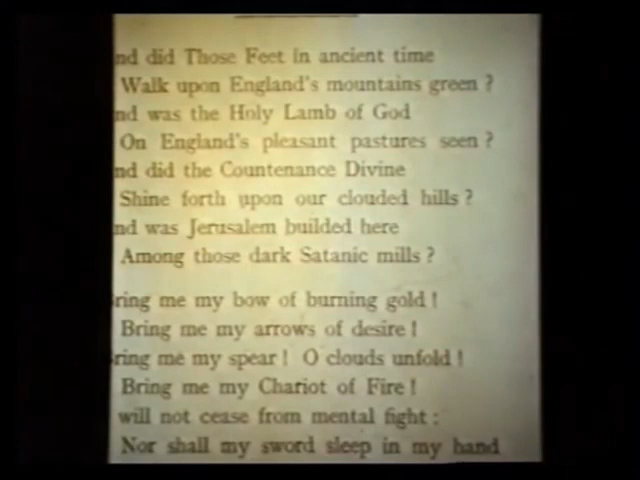 nd did Those Feet in ancient time
Walk upon England's mountains green ?
nd was the Holy Lamb of God
On England's pleasant pastures seen ?
nd did the Countenance Divine
Shine forth upon our clouded hills ?
nd was Jerusalem builded here
Among those dark Satanic mills ?
ring me my bow of burning gold !
Bring me my arrows of desire !
ring me my spear ! O clouds unfold !
Bring me my Chariot of Fire !
will not cease from mental fight :
Nor shall my sword sleep in my hand